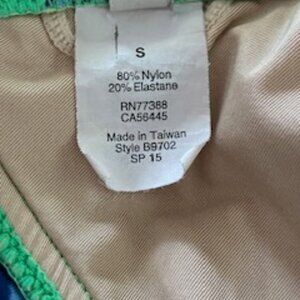 S
80% Nylon
20% Elastane
RN77388
CA56445
Made in Taiwan
Style B9702
SP 15